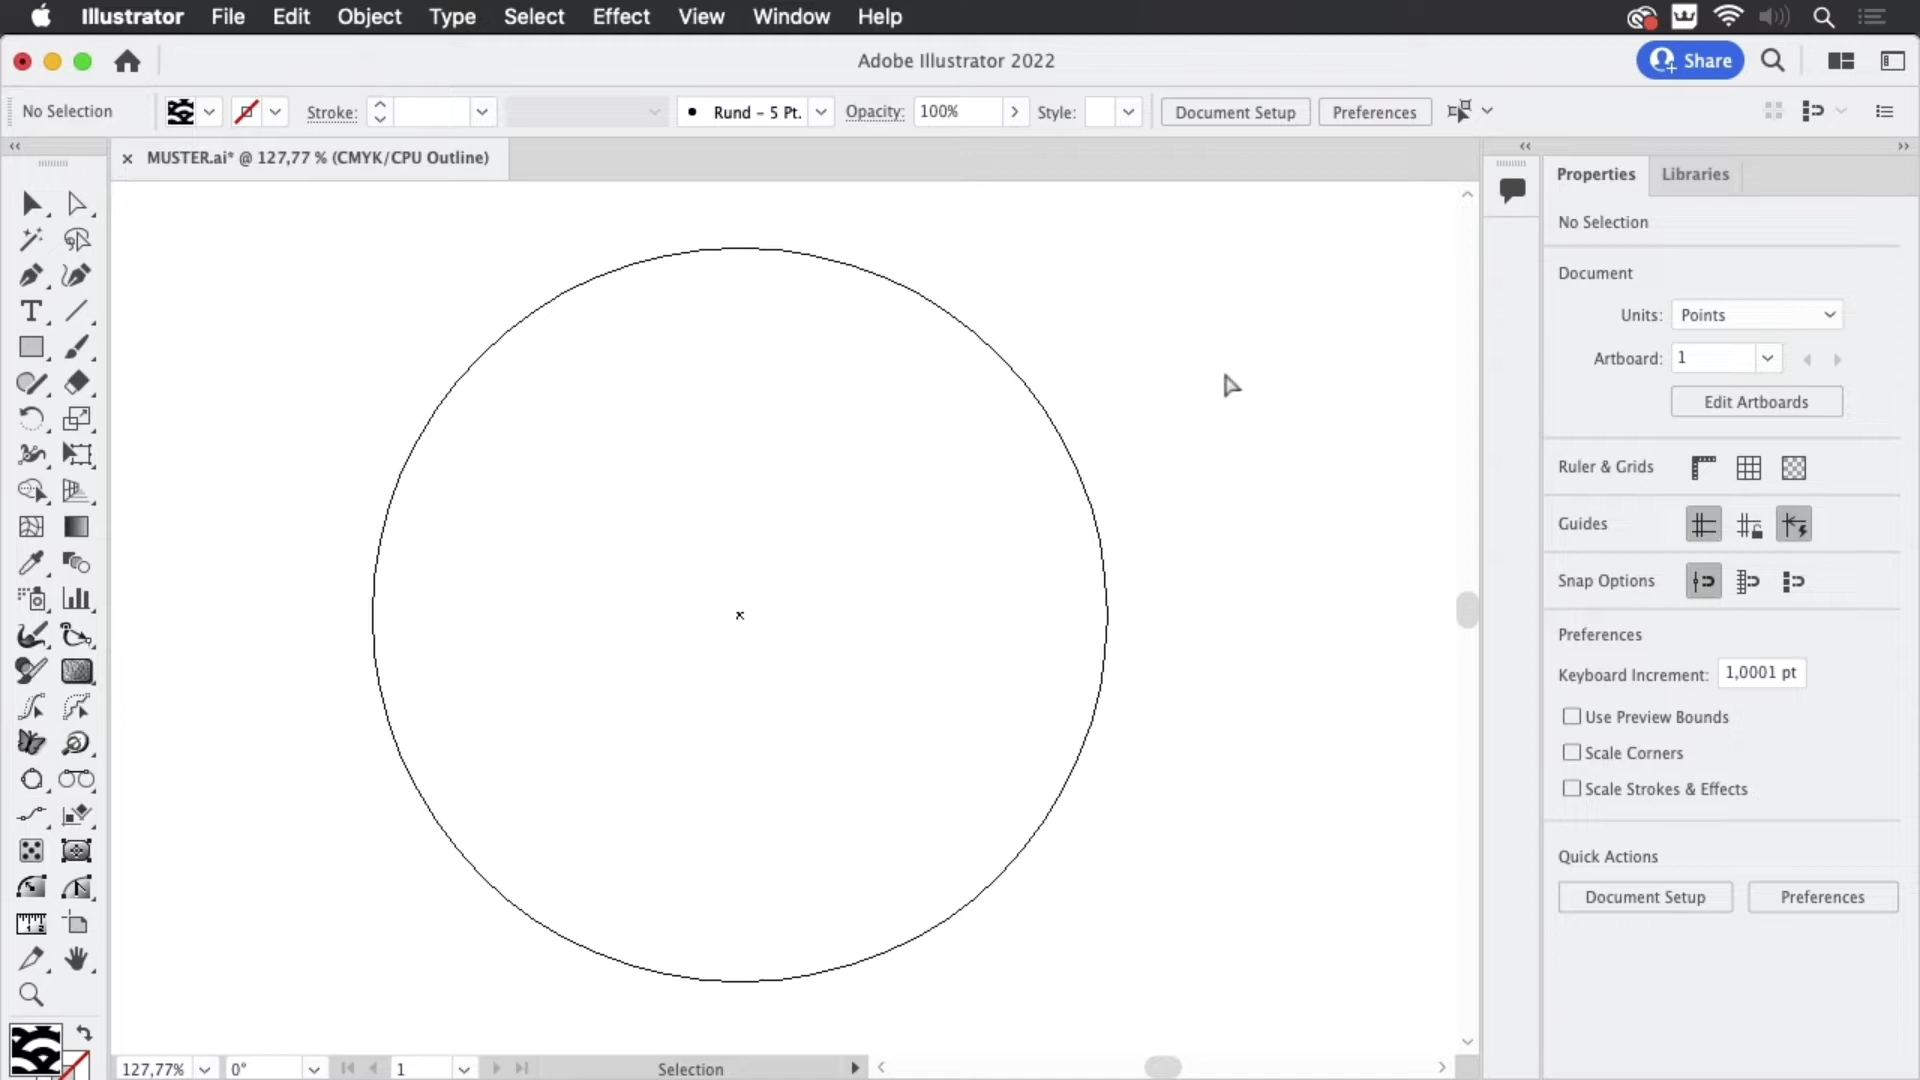 Illustrator File Edit Object Type Select Effect View Window Help
Adobe Illustrator 2022
Share
No Selection
Stroke:
Rund - 5 Pt.
Opacity: 100%
Style:
Document Setup
Preferences
MUSTER.ai* @ 127,77 % (CMYK/CPU Outline)
Properties
Libraries
No Selection
Document
Units: Points
Artboard: 1
Edit Artboards
Ruler & Grids
Guides
Snap Options
Preferences
Keyboard Increment: 1,0001 pt
Use Preview Bounds
Scale Corners
Scale Strokes & Effects
Quick Actions
Document Setup
Preferences
127,77%
0°
1
Selection